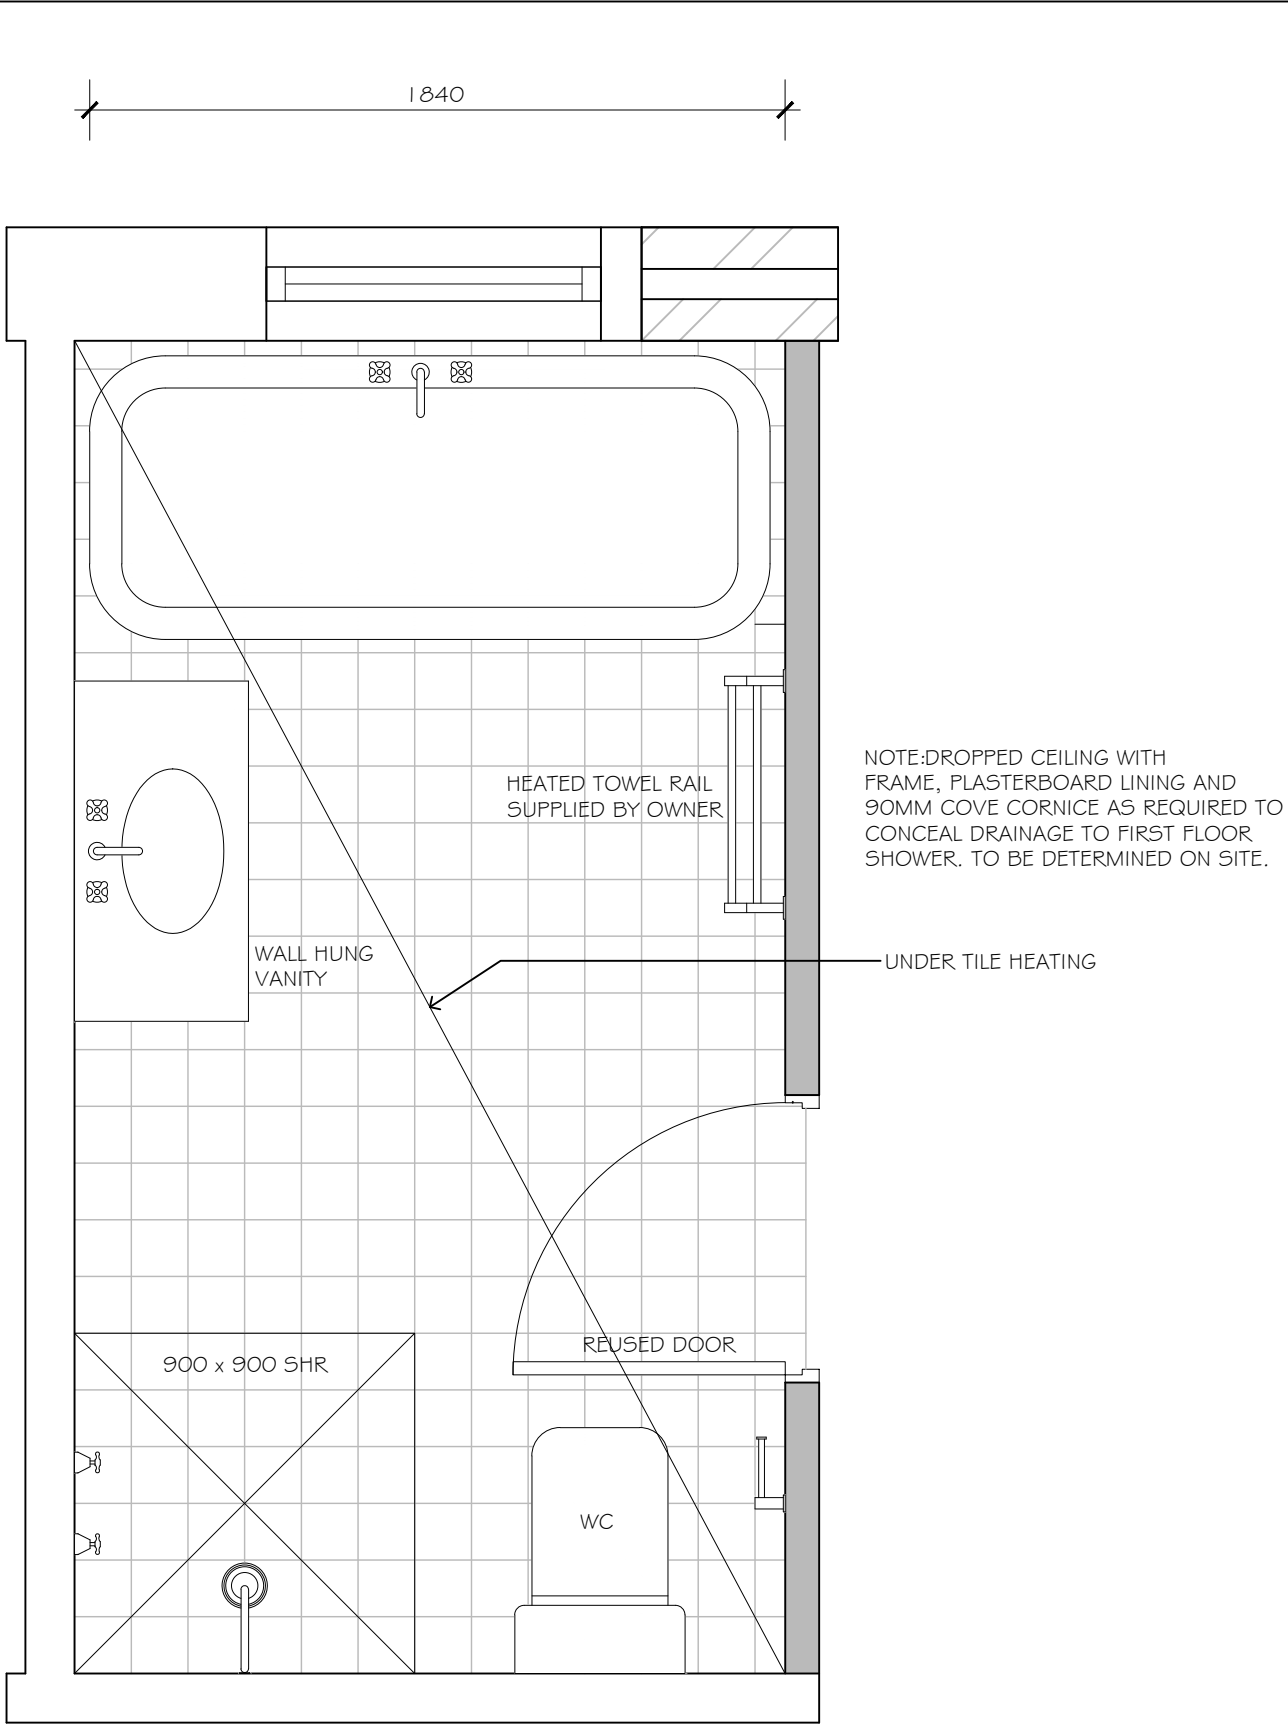 1840
HEATED TOWEL RAIL
SUPPLIED BY OWNER
NOTE:DROPPED CEILING WITH
FRAME, PLASTERBOARD LINING AND
90MM COVE CORNICE AS REQUIRED TO
CONCEAL DRAINAGE TO FIRST FLOOR
SHOWER. TO BE DETERMINED ON SITE.
WALL HUNG
VANITY
UNDER TILE HEATING
REUSED DOOR
900 x 900 SHR
WC